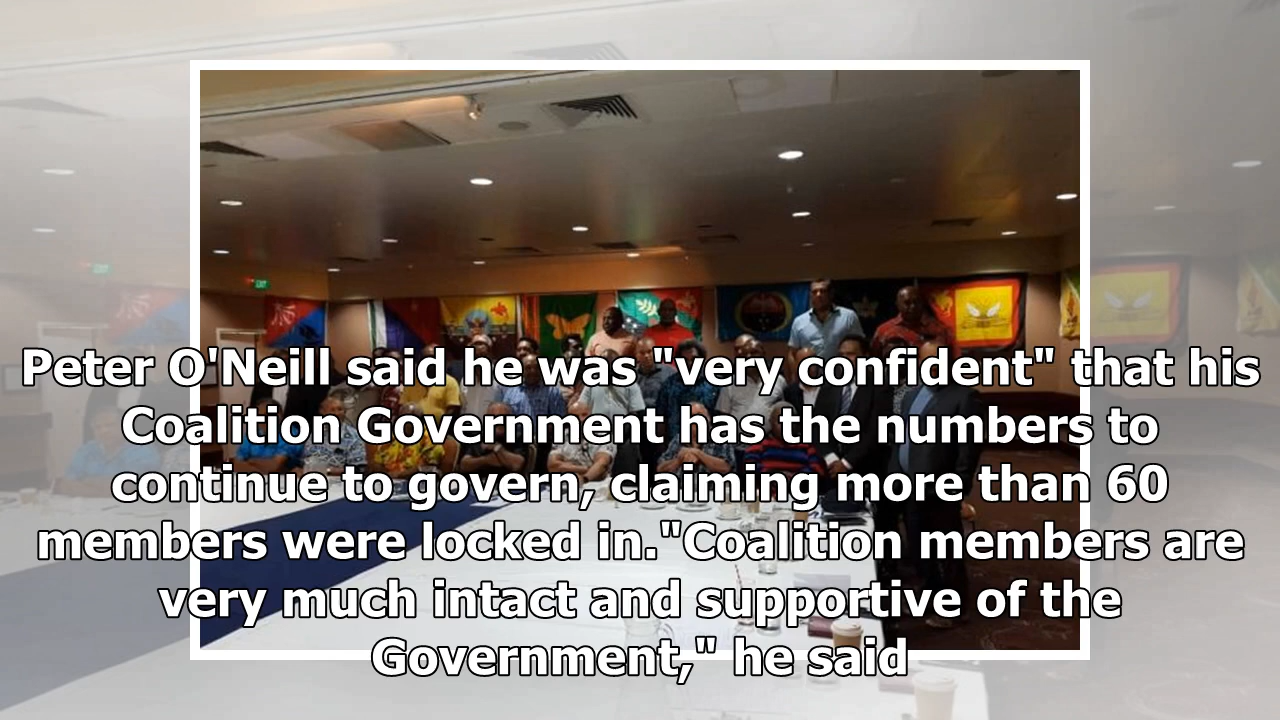 EXIT
Peter O'Neill said he was "very confident" that his
Coalition Government has the numbers to
continue to govern, claiming more than 60
members were locked in."Coalition members are
very much intact and supportive of the
Government," he said